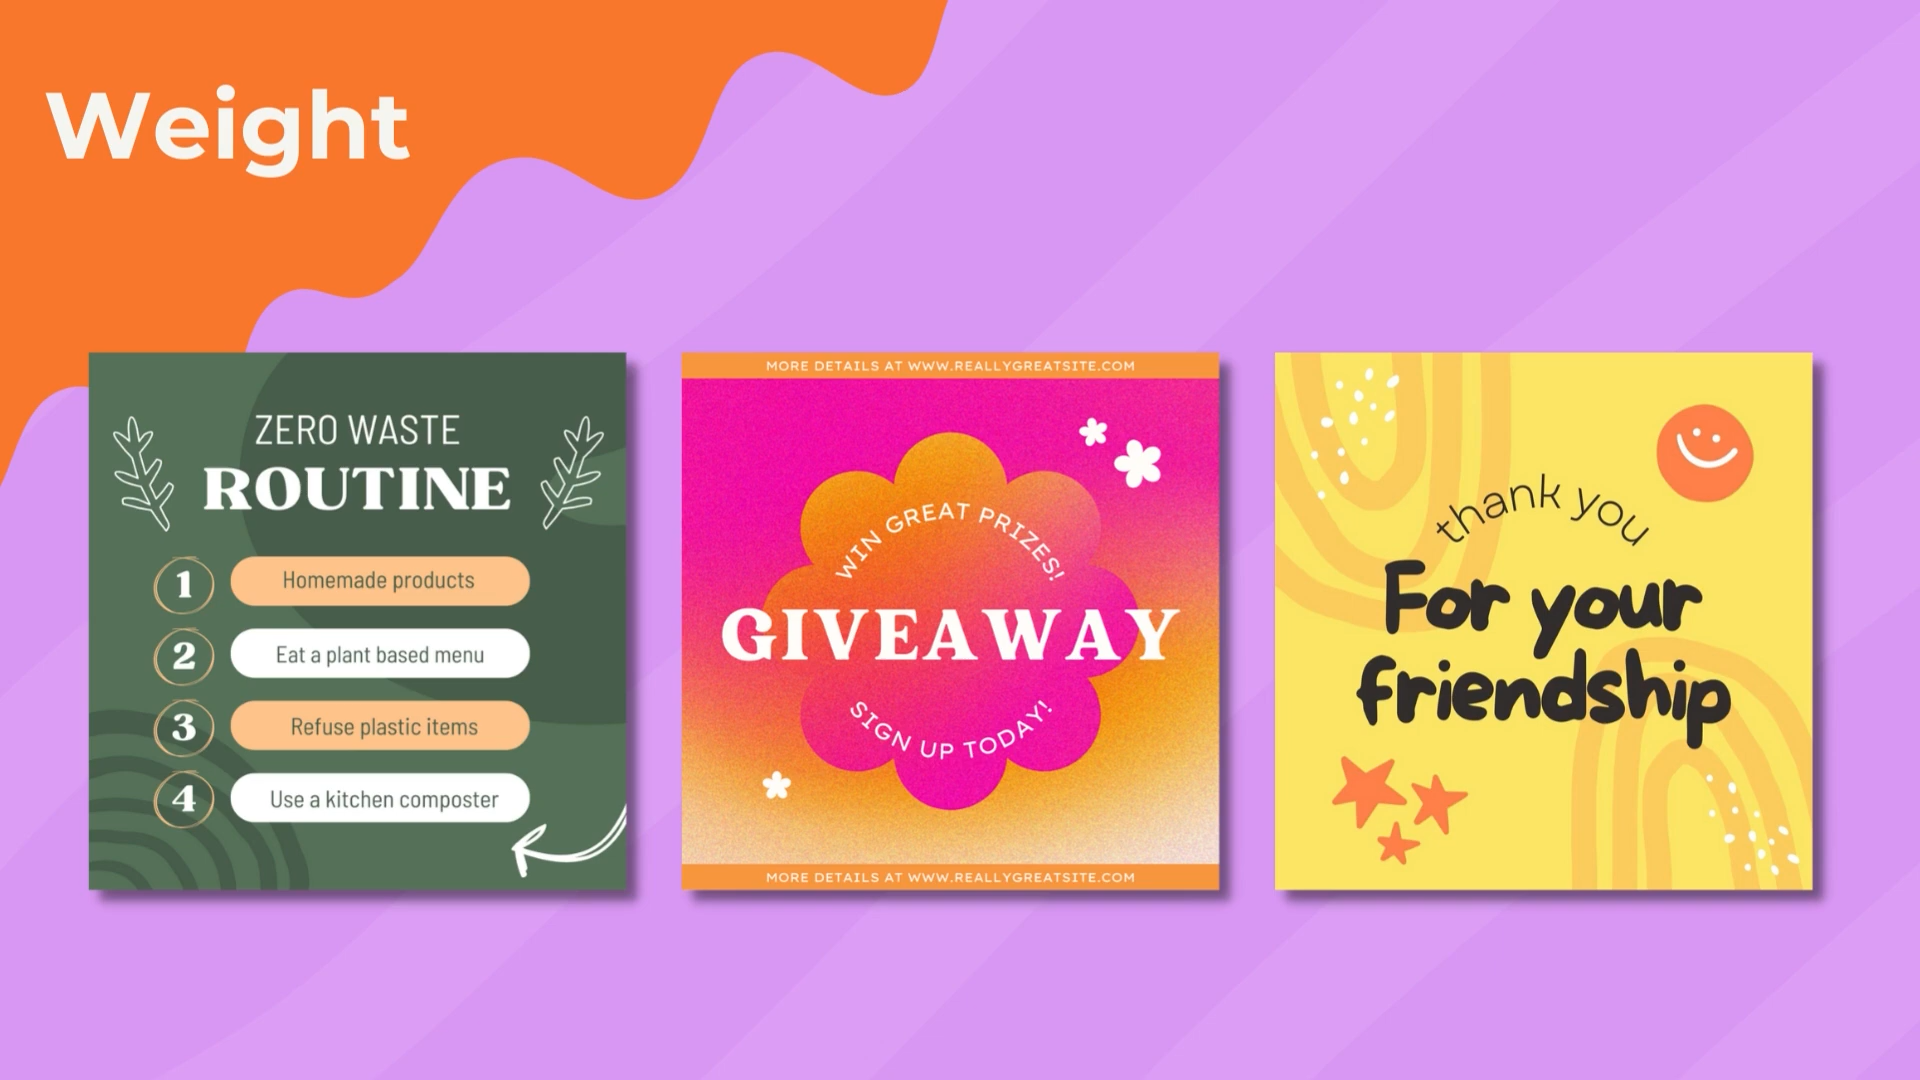 Weight
ZERO WASTE
ROUTINE
1 Homemade products
2 Eat a plant based menu
3 Refuse plastic items
4 Use a kitchen composter
MORE DETAILS AT WWW.REALLYGREATSITE.COM
WIN GREAT PRIZES!
GIVEAWAY
SIGN UP TODAY!
MORE DETAILS AT WWW.REALLYGREATSITE.COM
thank you
For your
friendship